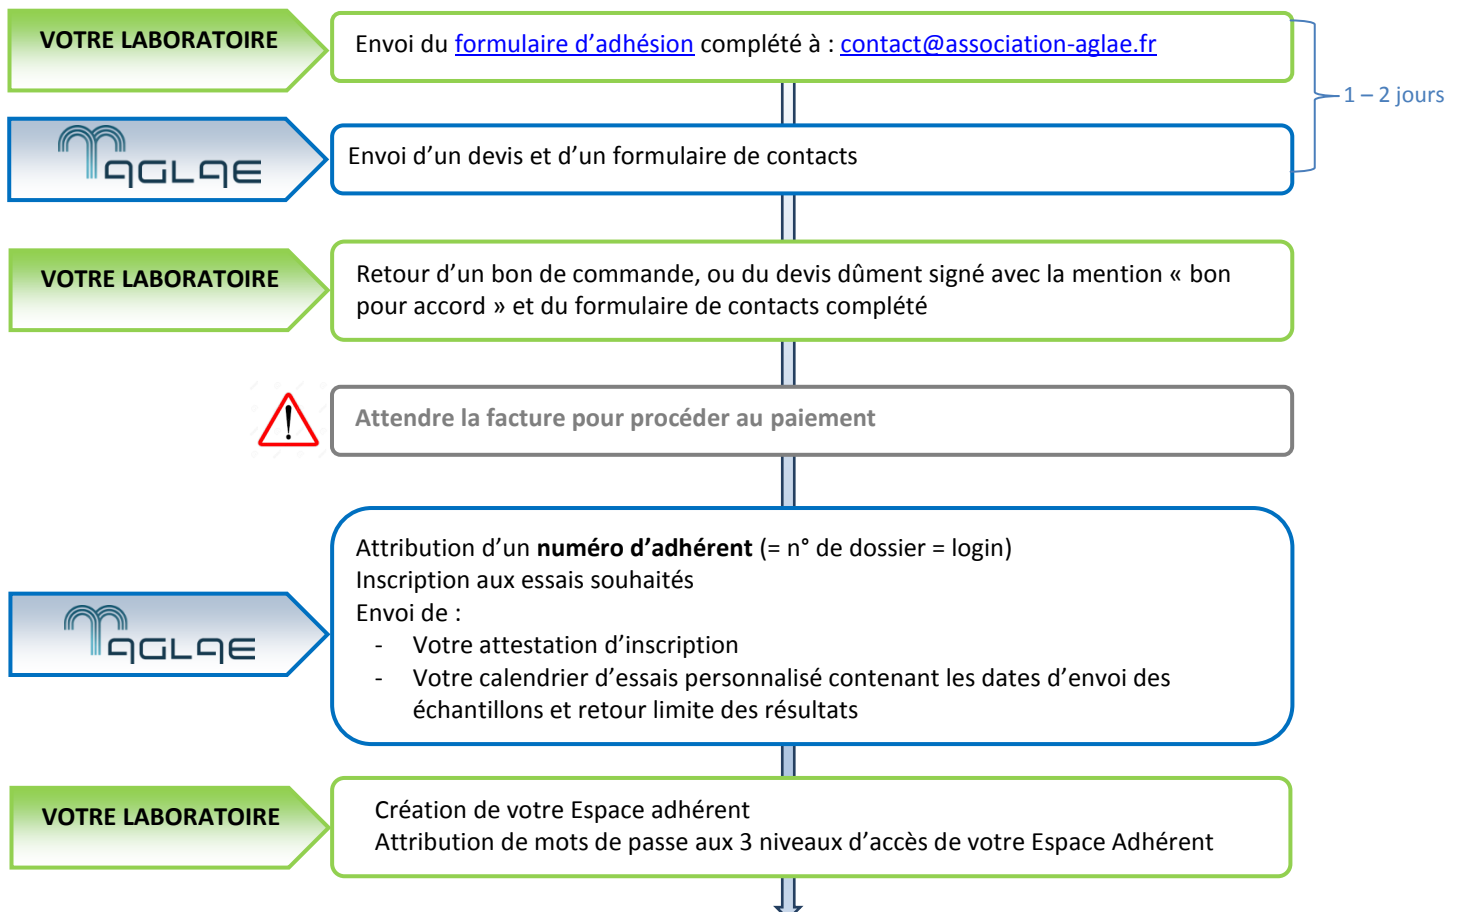 VOTRE LABORATOIRE
Envoi du formulaire d’adhésion complété à : contact@association-aglae.fr
1 – 2 jours
AGLAE
Envoi d’un devis et d’un formulaire de contacts
VOTRE LABORATOIRE
Retour d’un bon de commande, ou du devis dûment signé avec la mention « bon
pour accord » et du formulaire de contacts complété
!
Attendre la facture pour procéder au paiement
AGLAE
Attribution d’un numéro d’adhérent (= n° de dossier = login)
Inscription aux essais souhaités
Envoi de :
- Votre attestation d’inscription
- Votre calendrier d’essais personnalisé contenant les dates d’envoi des
échantillons et retour limite des résultats
VOTRE LABORATOIRE
Création de votre Espace adhérent
Attribution de mots de passe aux 3 niveaux d’accès de votre Espace Adhérent